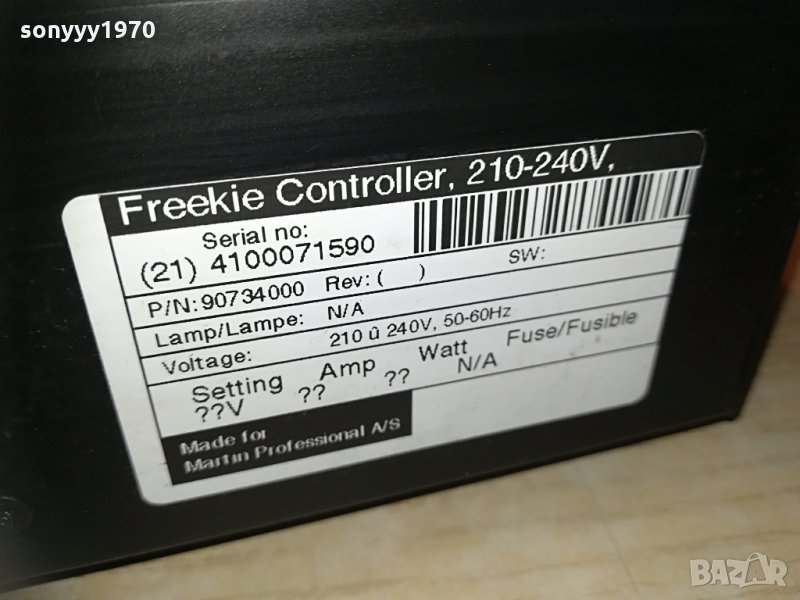 sonyyy1970
Freekie Controller, 210-240V,
Serial no:
(21) 4100071590
P/N: 90734000 Rev: ( ) SW:
Lamp/Lampe: N/A
Voltage: 210 û 240V, 50-60Hz
Setting Amp Watt Fuse/Fusible
??V ?? ?? N/A
Made for
Martin Professional A/S
BAZAR